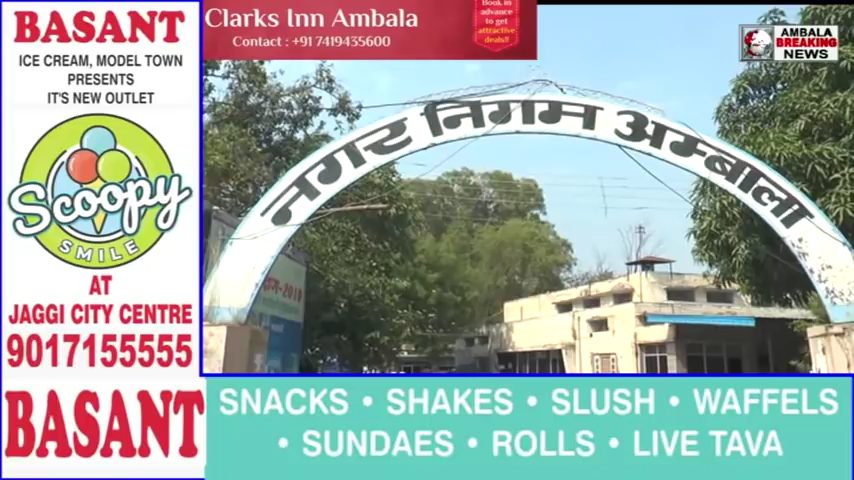 BASANT
ICE CREAM, MODEL TOWN
PRESENTS
IT'S NEW OUTLET
Scoopy
SMILE
AT
JAGGI CITY CENTRE
9017155555
BASANT
Clarks Inn Ambala
Contact : +91 7419435600
Book in
advance
to get
attractive
deals!!
AMBALA
BREAKING
NEWS
नगर निगम अम्बाला
SNACKS • SHAKES • SLUSH • WAFFELS
• SUNDAES • ROLLS • LIVE TAVA